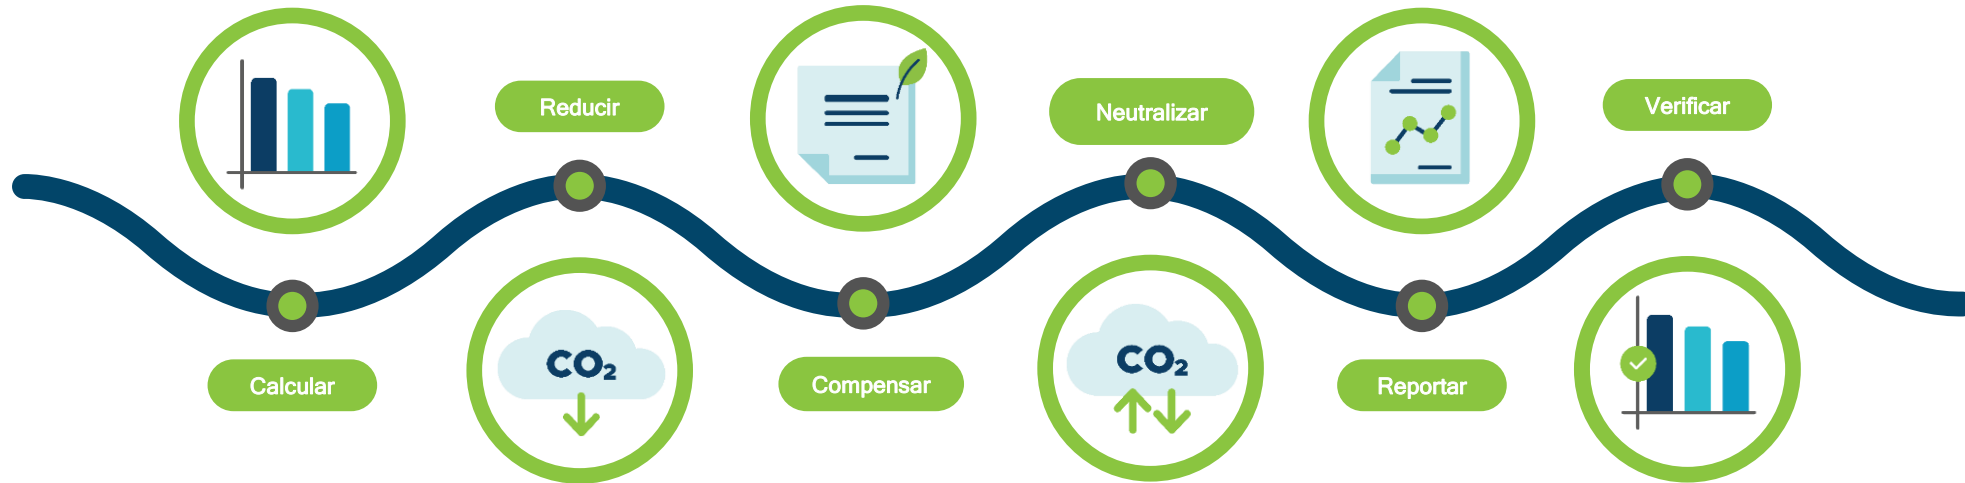 Calcular
Reducir
CO₂
Compensar
Neutralizar
CO₂
Reportar
Verificar